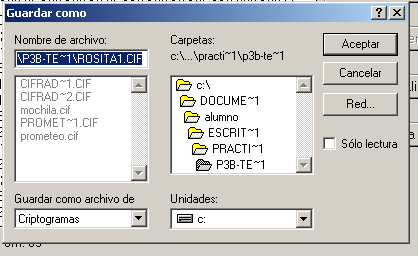 Guardar como
Nombre de archivo:
\P3B-TE~1\ROSITA1.CIF
CIFRAD~1.CIF
CIFRAD~2.CIF
mochila.cif
PROMET~1.CIF
prometeo.cif
Guardar como archivo de
Criptogramas
Carpetas:
c:\...\practi~1\p3b-te~1
c:\
DOCUME~1
alumno
ESCRIT~1
PRACTI~1
P3B-TE~1
Unidades:
c:
Aceptar
Cancelar
Red...
Sólo lectura